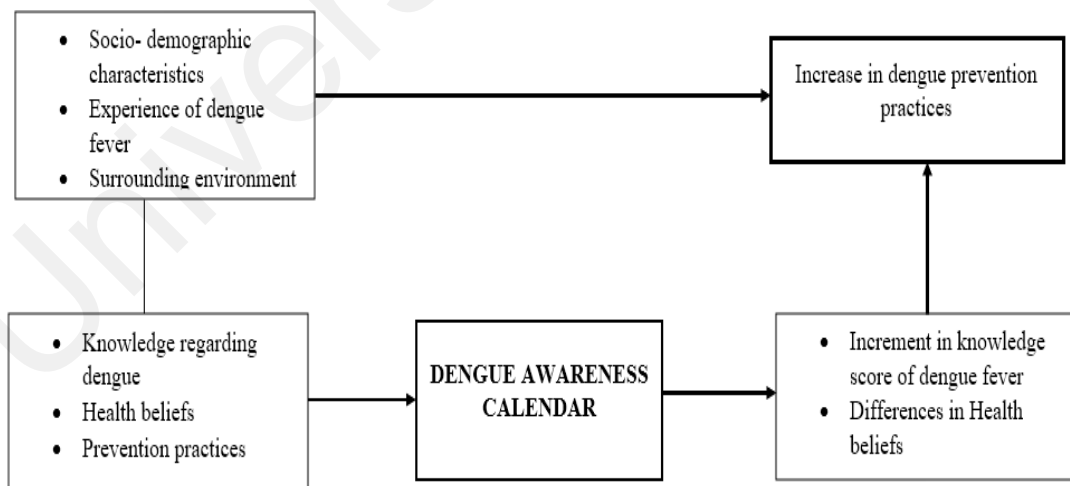 • Socio- demographic
characteristics
• Experience of dengue
fever
• Surrounding environment
Increase in dengue prevention
practices
• Knowledge regarding
dengue
• Health beliefs
• Prevention practices
DENGUE AWARENESS
CALENDAR
• Increment in knowledge
score of dengue fever
• Differences in Health
beliefs